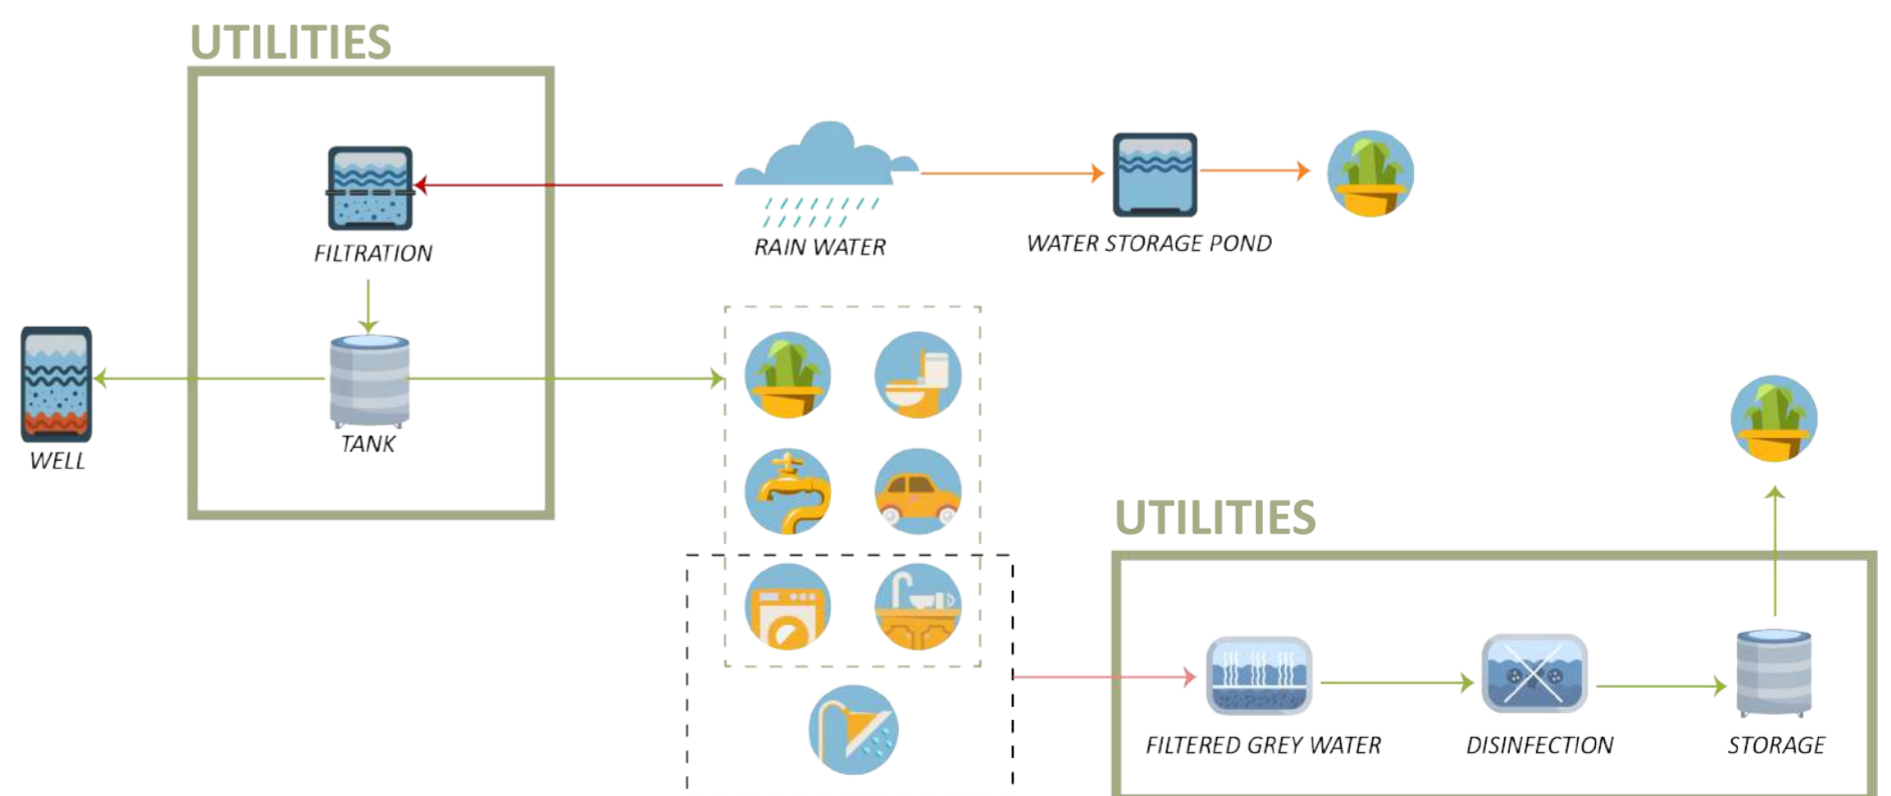 UTILITIES
FILTRATION
RAIN WATER
WATER STORAGE POND
TANK
WELL
UTILITIES
FILTERED GREY WATER
DISINFECTION
STORAGE